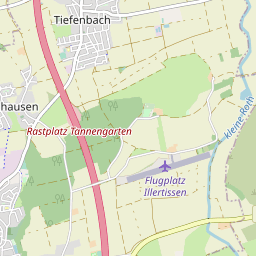 Tiefenbach
hausen
Rastplatz Tannengarten
Kleine Roth
Flugplatz
Illertissen